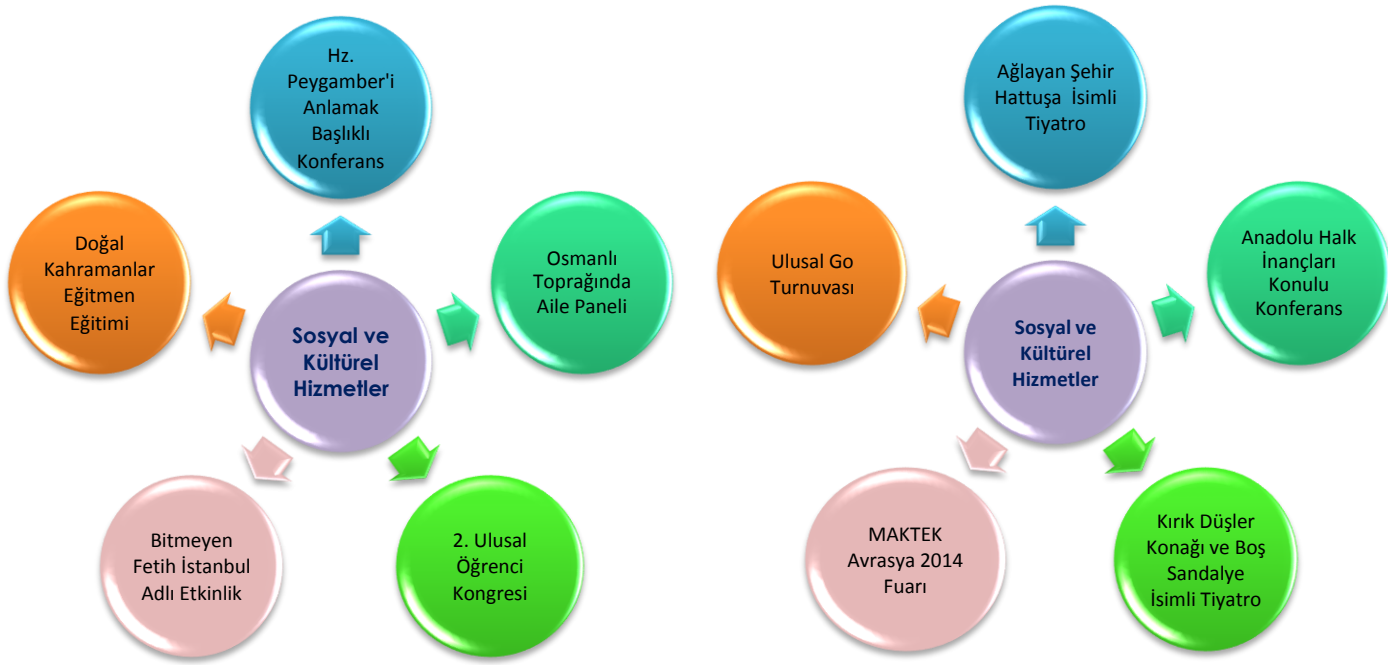 Hz.
Peygamber'i
Anlamak
Başlıklı
Konferans
Osmanlı
Toprağında
Aile Paneli
2. Ulusal
Öğrenci
Kongresi
Bitmeyen
Fetih İstanbul
Adlı Etkinlik
Doğal
Kahramanlar
Eğitmen
Eğitimi
Sosyal ve
Kültürel
Hizmetler
Ağlayan Şehir
Hattuşa İsimli
Tiyatro
Anadolu Halk
İnançları
Konulu
Konferans
Kırık Düşler
Konağı ve Boş
Sandalye
İsimli Tiyatro
MAKTEK
Avrasya 2014
Fuarı
Ulusal Go
Turnuvası
Sosyal ve
Kültürel
Hizmetler